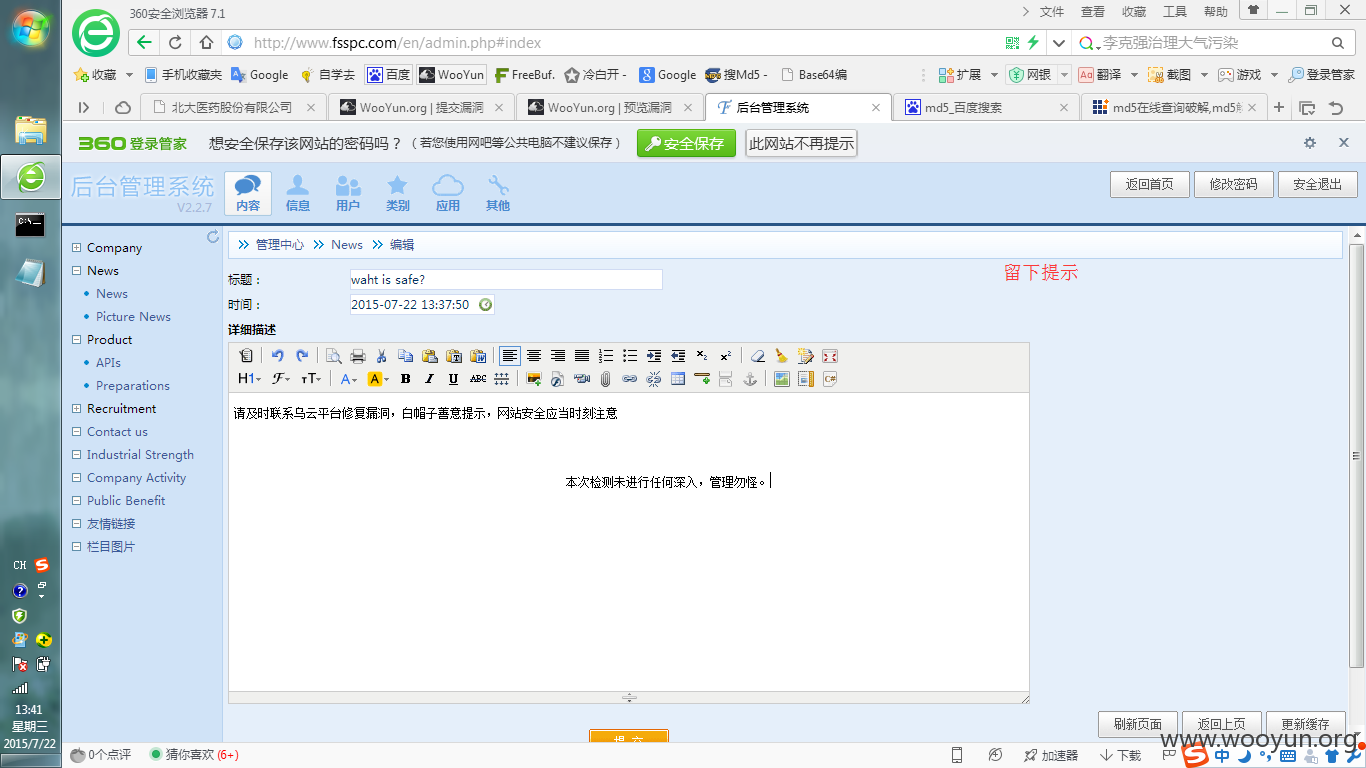 360安全浏览器 7.1
文件 查看 收藏 工具 帮助
http://www.fsspc.com/en/admin.php#index
李克强治理大气污染
收藏 手机收藏夹 Google 自学去 百度 WooYun FreeBuf. 冷白开 - Google 搜Md5 - Base64编 扩展 网银 翻译 截图 游戏 登录管家
北大医药股份有限公司 WooYun.org | 提交漏洞 WooYun.org | 预览漏洞 后台管理系统 md5_百度搜索 md5在线查询破解,md5
360登录管家 想安全保存该网站的密码吗？（若您使用网吧等公共电脑不建议保存） 安全保存 此网站不再提示
后台管理系统
V2.2.7
内容 信息 用户 类别 应用 其他
返回首页 修改密码 安全退出
Company
News
News
Picture News
Product
APIs
Preparations
Recruitment
Contact us
Industrial Strength
Company Activity
Public Benefit
友情链接
栏目图片
管理中心 News 编辑
标题： waht is safe?
留下提示
时间： 2015-07-22 13:37:50
详细描述
H1 F TT A A B I U ABC
请及时联系乌云平台修复漏洞，白帽子善意提示，网站安全应当时刻注意
本次检测未进行任何深入，管理勿怪。
提 交
刷新页面 返回上页 更新缓存
CH
13:41
星期三
2015/7/22
0个点评 猜你喜欢 (6+)
加速器 下载
www.wooyun.org
中